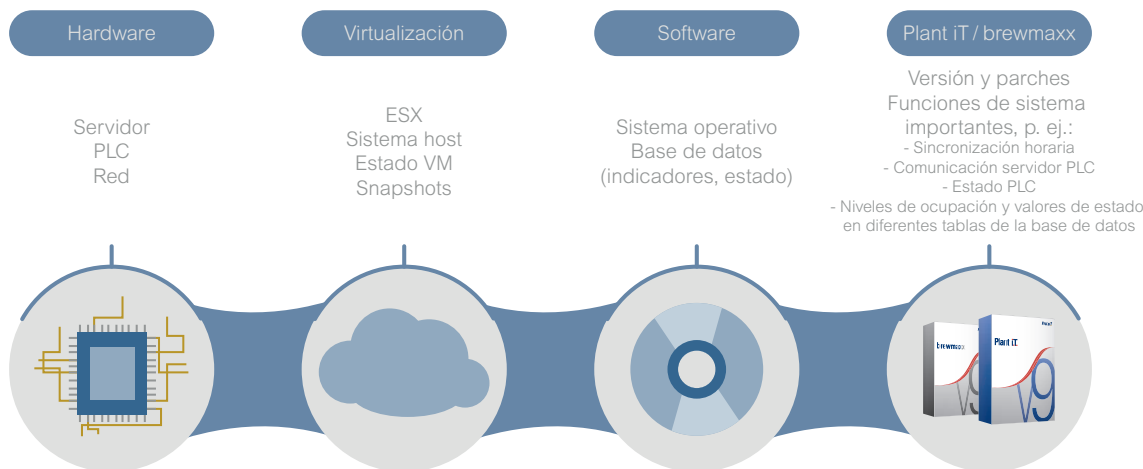 Hardware
Servidor
PLC
Red
Virtualización
ESX
Sistema host
Estado VM
Snapshots
Software
Sistema operativo
Base de datos
(indicadores, estado)
Plant iT / brewmaxx
Versión y parches
Funciones de sistema
importantes, p. ej.:
- Sincronización horaria
- Comunicación servidor PLC
- Estado PLC
- Niveles de ocupación y valores de estado
en diferentes tablas de la base de datos
brewmaxx
v9
Plant iT
v9